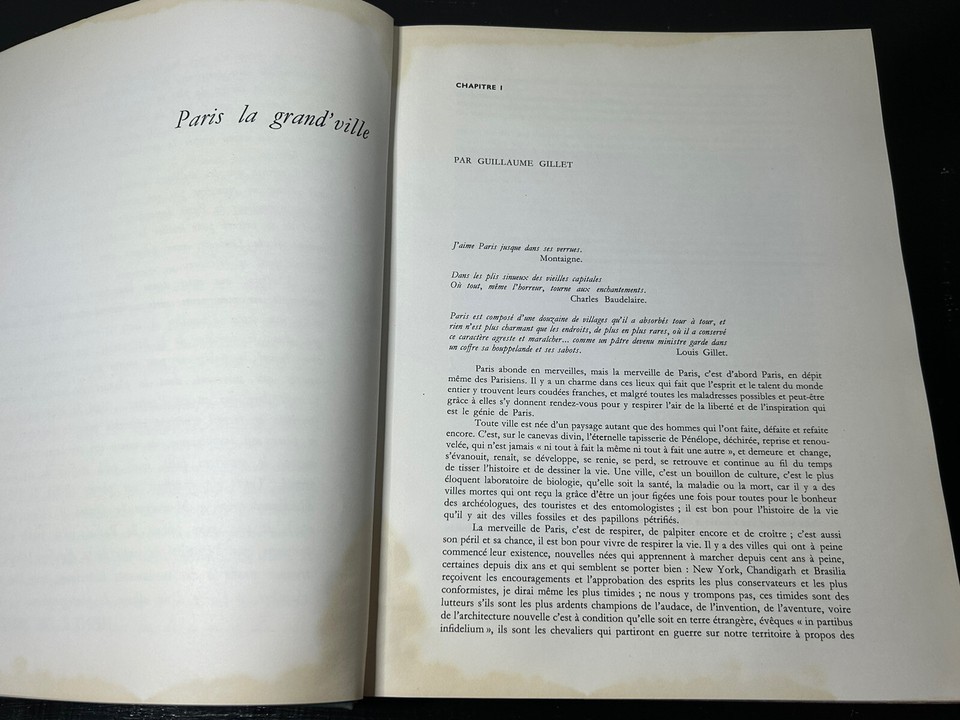 Paris la grand'ville
CHAPITRE I
PAR GUILLAUME GILLET
J'aime Paris jusque dans ses verrues.
Montaigne.
Dans les plis sinueux des vieilles capitales
Où tout, même l'horreur, tourne aux enchantements.
Charles Baudelaire.
Paris est composé d'une douzaine de villages qu'il a absorbés tour à tour, et
rien n'est plus charmant que les endroits, de plus en plus rares, où il a conservé
ce caractère agreste et maraîcher... comme un pâtre devenu ministre garde dans
un coffre sa houppelande et ses sabots. Louis Gillet.
Paris abonde en merveilles, mais la merveille de Paris, c'est d'abord Paris, en dépit
même des Parisiens. Il y a un charme dans ces lieux qui fait que l'esprit et le talent du monde
entier y trouvent leurs coudées franches, et malgré toutes les maladresses possibles et peut-être
grâce à elles s'y donnent rendez-vous pour y respirer l'air de la liberté et de l'inspiration qui
est le génie de Paris.
Toute ville est née d'un paysage autant que des hommes qui l'ont faite, défaite et refaite
encore. C'est, sur le canevas divin, l'éternelle tapisserie de Pénélope, déchirée, reprise et renou-
velée, qui n'est jamais « ni tout à fait la même ni tout à fait une autre », et demeure et change,
s'évanouit, renaît, se développe, se renie, se perd, se retrouve et continue au fil du temps
de tisser l'histoire et de dessiner la vie. Une ville, c'est un bouillon de culture, c'est le plus
éloquent laboratoire de biologie, qu'elle soit la santé, la maladie ou la mort, car il y a des
villes mortes qui ont reçu la grâce d'être un jour figées une fois pour toutes pour le bonheur
des archéologues, des touristes et des entomologistes ; il est bon pour l'histoire de la vie
qu'il y ait des villes fossiles et des papillons pétrifiés.
La merveille de Paris, c'est de respirer, de palpiter encore et de croître ; c'est aussi
son péril et sa chance, il est bon pour vivre de respirer la vie. Il y a des villes qui ont à peine
commencé leur existence, nouvelles nées qui apprennent à marcher depuis cent ans à peine,
certaines depuis dix ans et qui semblent se porter bien : New York, Chandigarh et Brasilia
reçoivent les encouragements et l'approbation des esprits les plus conservateurs et les plus
conformistes, je dirai même les plus timides ; ne nous y trompons pas, ces timides sont des
lutteurs s'ils sont les plus ardents champions de l'audace, de l'invention, de l'aventure, voire
de l'architecture nouvelle c'est à condition qu'elle soit en terre étrangère, évêques « in partibus
infidelium », ils sont les chevaliers qui partiront en guerre sur notre territoire à propos des